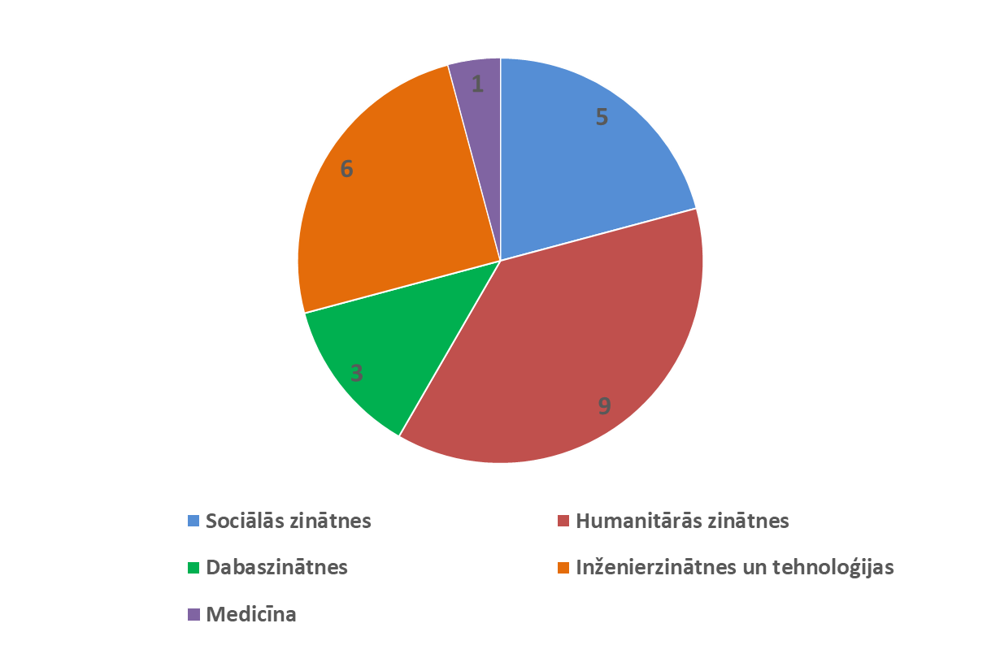 1
5
6
3
9
Sociālās zinātnes
Humanitārās zinātnes
Dabaszinātnes
Inženierzinātnes un tehnoloģijas
Medicīna